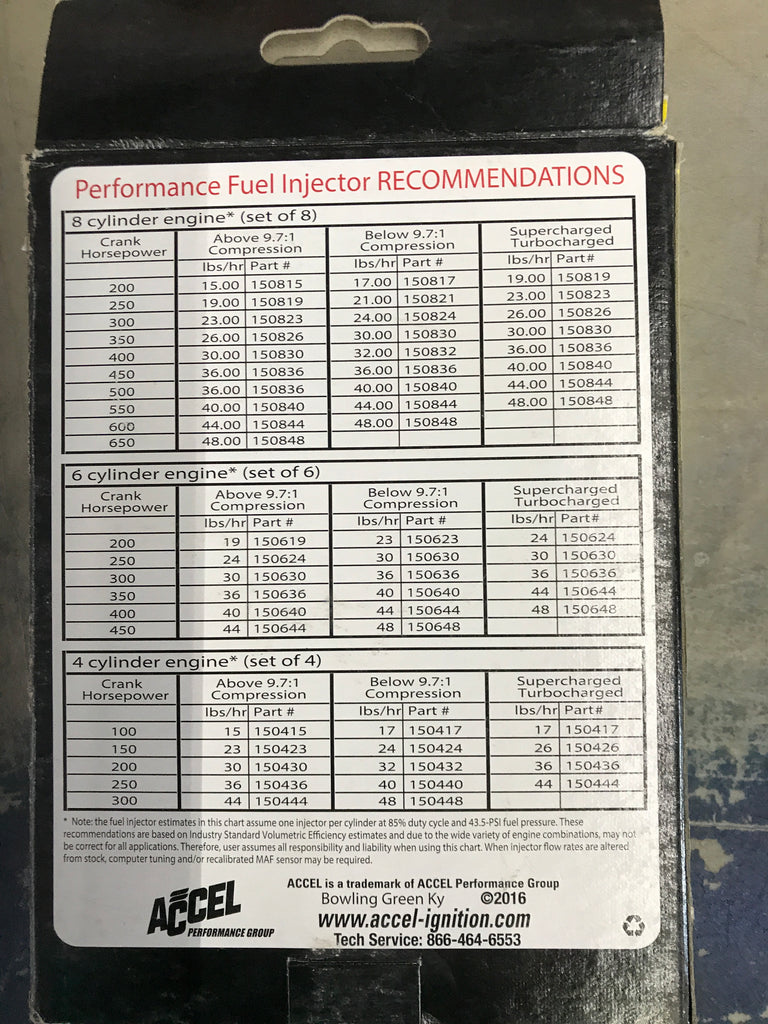 Performance Fuel Injector RECOMMENDATIONS
8 cylinder engine* (set of 8)
Crank Horsepower Above 9.7:1 Compression Below 9.7:1 Compression Supercharged Turbocharged
lbs/hr Part # lbs/hr Part # lbs/hr Part#
200 15.00 150815 17.00 150817 19.00 150819
250 19.00 150819 21.00 150821 23.00 150823
300 23.00 150823 24.00 150824 26.00 150826
350 26.00 150826 30.00 150830 30.00 150830
400 30.00 150830 32.00 150832 36.00 150836
450 36.00 150836 36.00 150836 40.00 150840
500 36.00 150836 40.00 150840 44.00 150844
550 40.00 150840 44.00 150844 48.00 150848
600 44.00 150844 48.00 150848
650 48.00 150848
6 cylinder engine* (set of 6)
Crank Horsepower Above 9.7:1 Compression Below 9.7:1 Compression Supercharged Turbocharged
lbs/hr Part # lbs/hr Part # lbs/hr Part#
200 19 150619 23 150623 24 150624
250 24 150624 30 150630 30 150630
300 30 150630 36 150636 36 150636
350 36 150636 40 150640 44 150644
400 40 150640 44 150644 48 150648
450 44 150644 48 150648
4 cylinder engine* (set of 4)
Crank Horsepower Above 9.7:1 Compression Below 9.7:1 Compression Supercharged Turbocharged
lbs/hr Part # lbs/hr Part # lbs/hr Part#
100 15 150415 17 150417 17 150417
150 23 150423 24 150424 26 150426
200 30 150430 32 150432 36 150436
250 36 150436 40 150440 44 150444
300 44 150444 48 150448
* Note: the fuel injector estimates in this chart assume one injector per cylinder at 85% duty cycle and 43.5-PSI fuel pressure. These
recommendations are based on Industry Standard Volumetric Efficiency estimates and due to the wide variety of engine combinations, may not
be correct for all applications. Therefore, user assumes all responsibility and liability when using this chart. When injector flow rates are altered
from stock, computer tuning and/or recalibrated MAF sensor may be required.
ACCEL
PERFORMANCE GROUP
ACCEL is a trademark of ACCEL Performance Group
Bowling Green Ky ©2016
www.accel-ignition.com
Tech Service: 866-464-6553